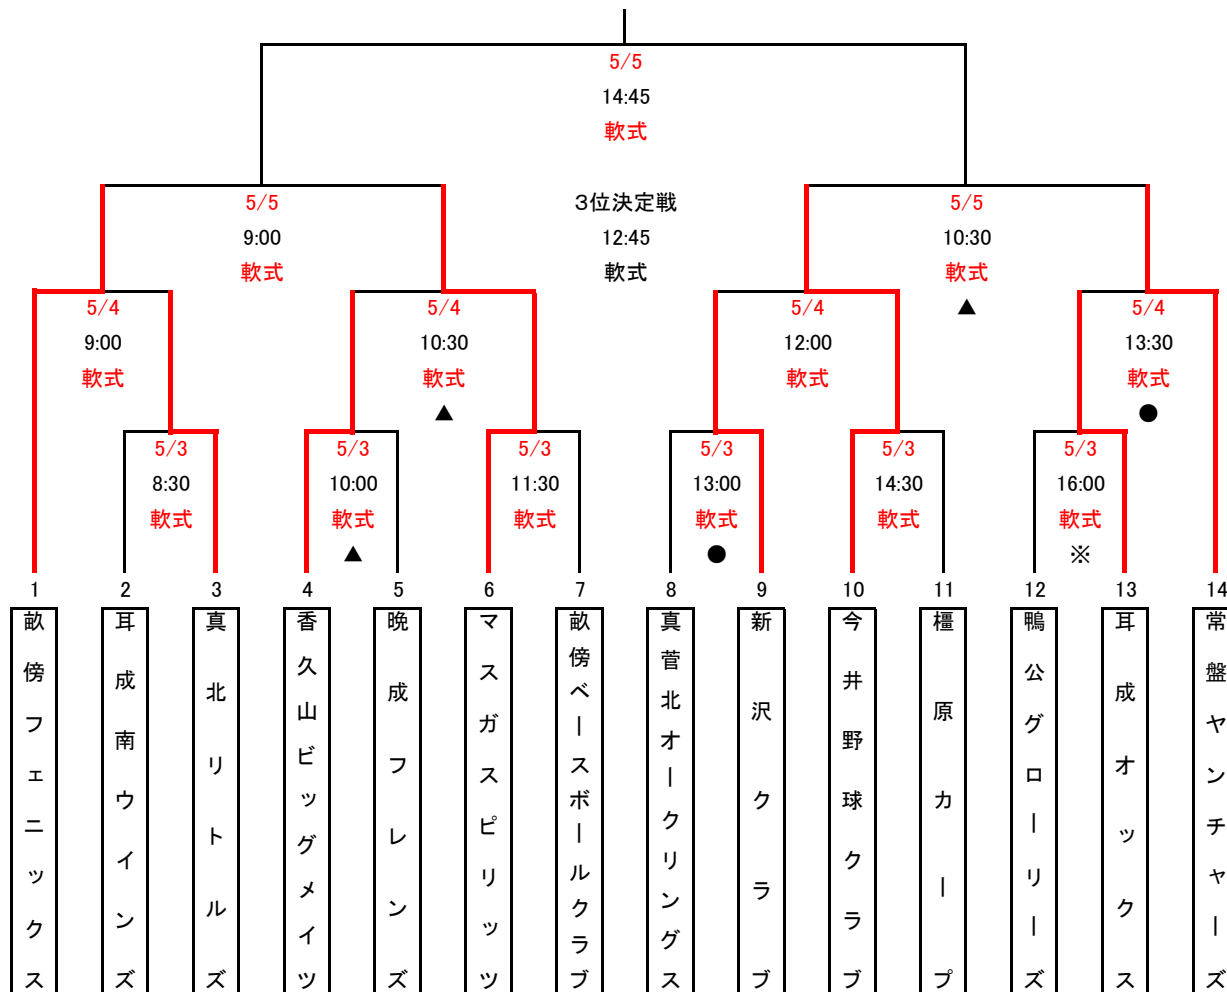 5/5
14:45
軟式
5/5
9:00
軟式
3位決定戦
12:45
軟式
5/5
10:30
軟式
▲
5/4
9:00
軟式
5/4
10:30
軟式
▲
5/4
12:00
軟式
5/4
13:30
軟式
●
5/3
8:30
軟式
5/3
10:00
軟式
▲
5/3
11:30
軟式
5/3
13:00
軟式
●
5/3
14:30
軟式
5/3
16:00
軟式
※
1
2
3
4
5
6
7
8
9
10
11
12
13
14
畝傍フェニックス
耳成南ウインズ
真北リトルズ
香久山ビッグメイツ
晩成フレンズ
マスガスピリッツ
畝傍ベースボールクラブ
真菅北オークリングス
新沢クラブ
今井野球クラブ
橿原カープ
鴨公グローリーズ
耳成オックス
常盤ヤンチャーズ